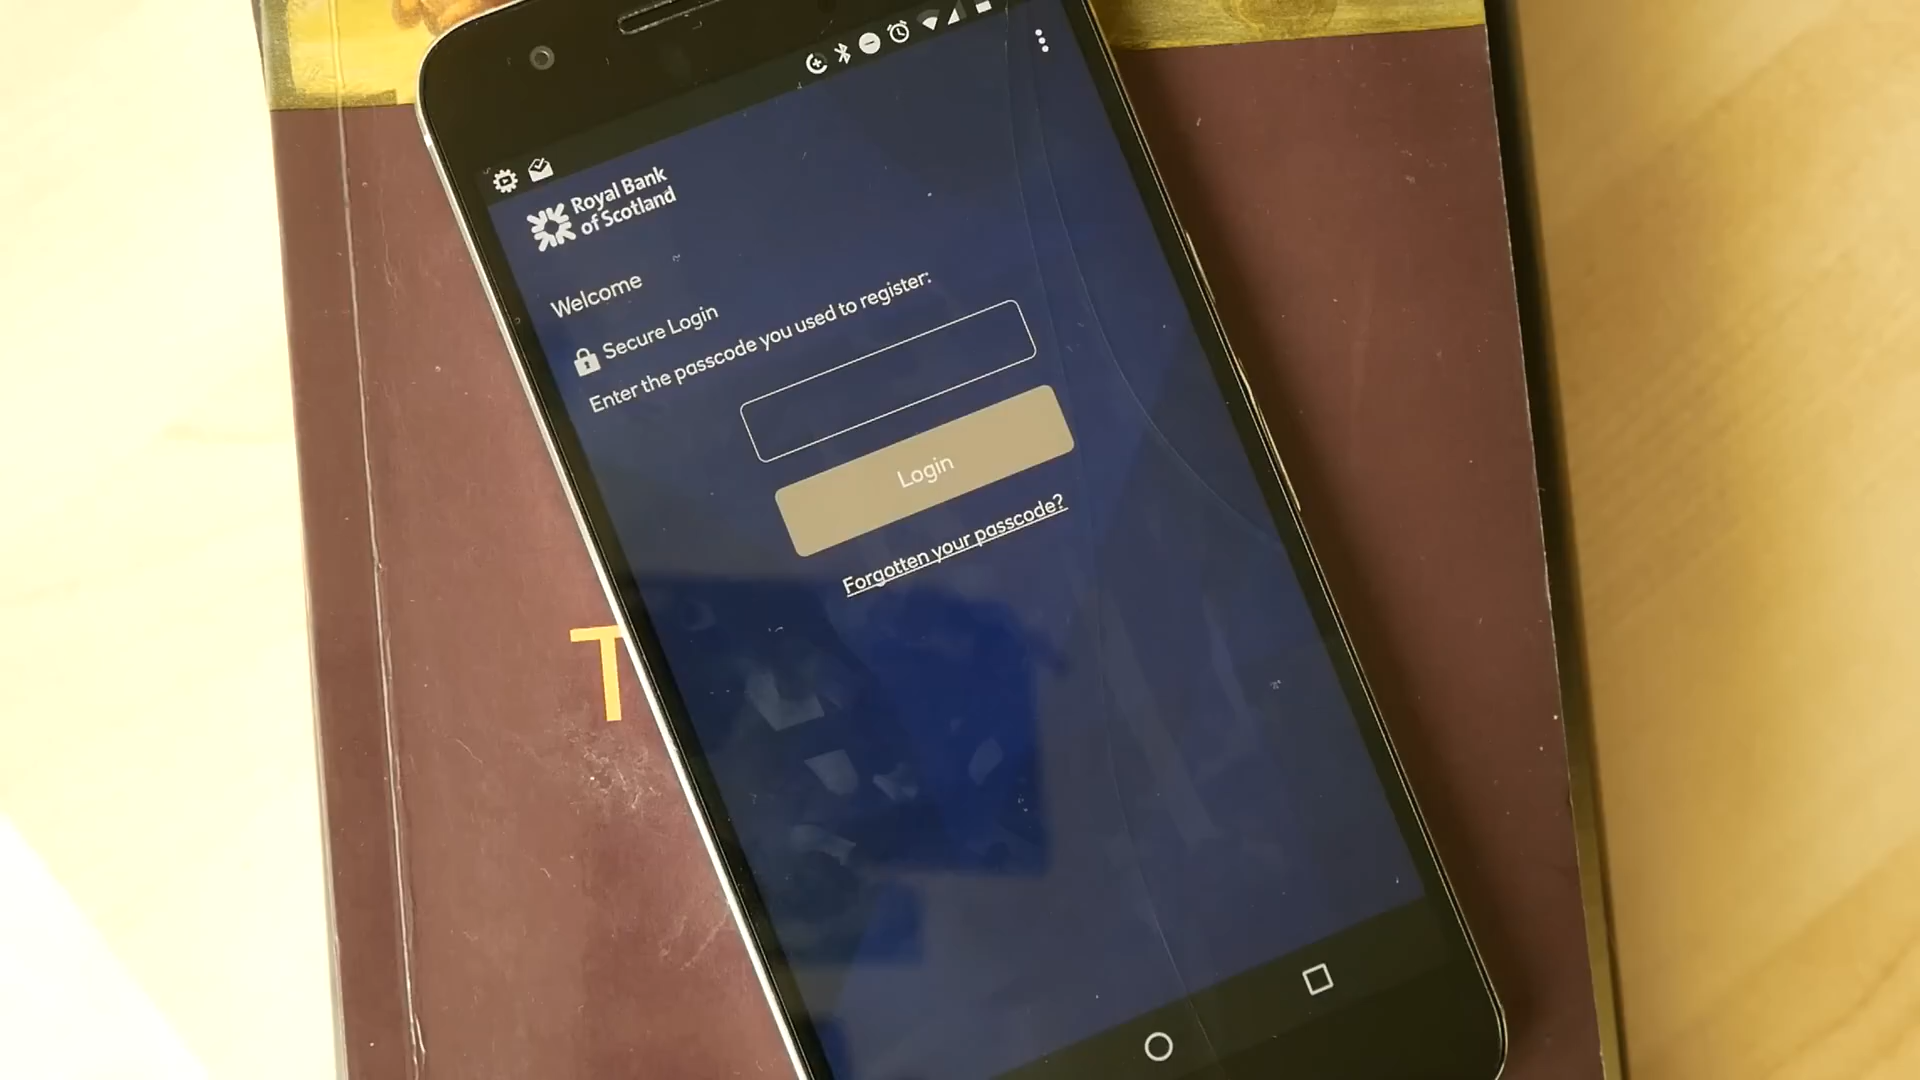 Royal Bank
of Scotland
Welcome
Secure Login
Enter the passcode you used to register:
Login
Forgotten your passcode?
T